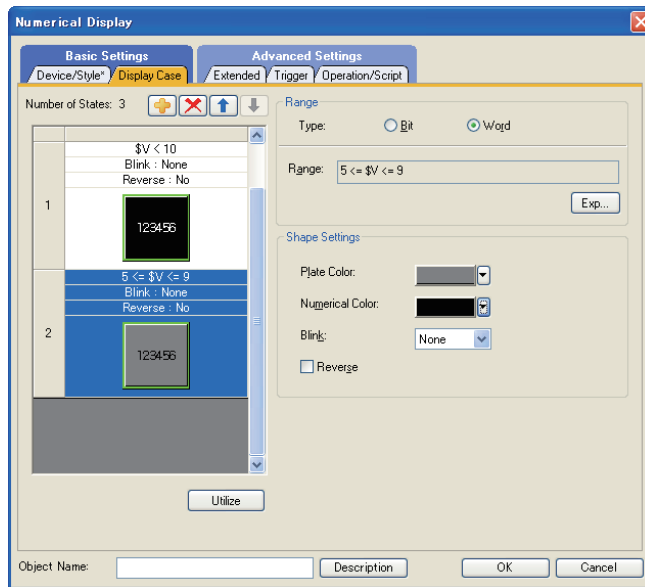 Numerical Display
Basic Settings
Advanced Settings
Device/Style*
Display Case
Extended
Trigger
Operation/Script
Number of States: 3
Range
Type:
Bit
Word
Range:
5 <= $V <= 9
Exp...
$V < 10
Blink : None
Reverse : No
1
123456
5 <= $V <= 9
Blink : None
Reverse : No
2
123456
Shape Settings
Plate Color:
Numerical Color:
Blink:
None
Reverse
Utilize
Object Name:
Description
OK
Cancel